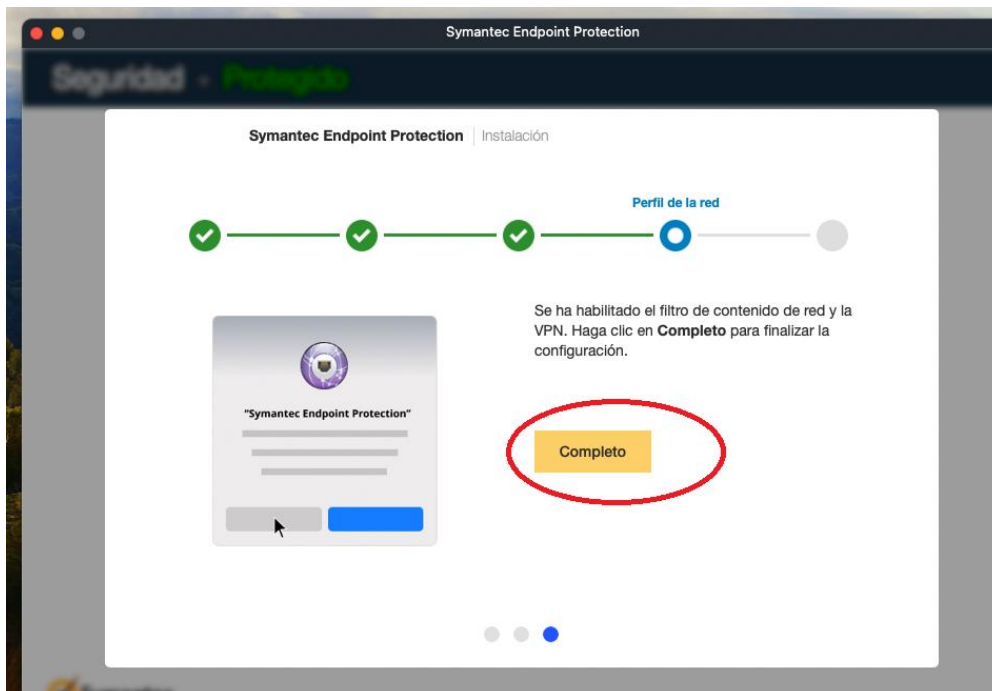 Symantec Endpoint Protection
Seguridad - Protegido
Symantec Endpoint Protection | Instalación
Perfil de la red
Se ha habilitado el filtro de contenido de red y la
VPN. Haga clic en Completo para finalizar la
configuración.
"Symantec Endpoint Protection"
Completo